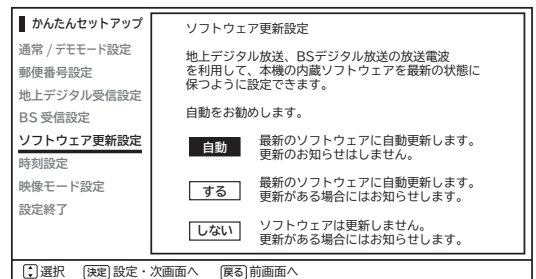 かんたんセットアップ
通常 / デモモード設定
郵便番号設定
地上デジタル受信設定
BS 受信設定
ソフトウェア更新設定
時刻設定
映像モード設定
設定終了
ソフトウェア更新設定
地上デジタル放送、BSデジタル放送の放送電波
を利用して、本機の内蔵ソフトウェアを最新の状態に
保つように設定できます。
自動をお勧めします。
自動
最新のソフトウェアに自動更新します。
更新のお知らせはしません。
する
最新のソフトウェアに自動更新します。
更新がある場合にはお知らせします。
しない
ソフトウェアは更新しません。
更新がある場合にはお知らせします。
選択 決定 設定・次画面へ 戻る 前画面へ